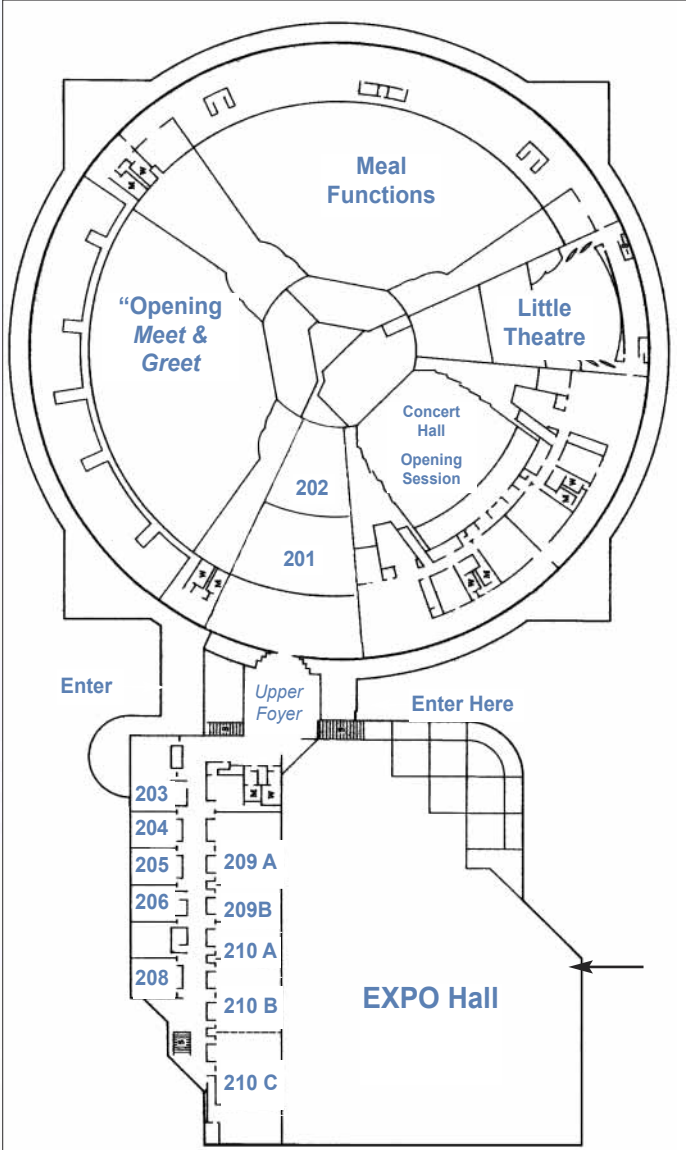 Meal
Functions
M
W
“Opening
Meet &
Greet
Little
Theatre
Concert
Hall
Opening
Session
202
201
W
M
W
M
W
M
Enter
Upper
Foyer
Enter Here
S
S
203
M
W
204
205
209 A
206
209B
210 A
208
210 B
EXPO Hall
S
210 C